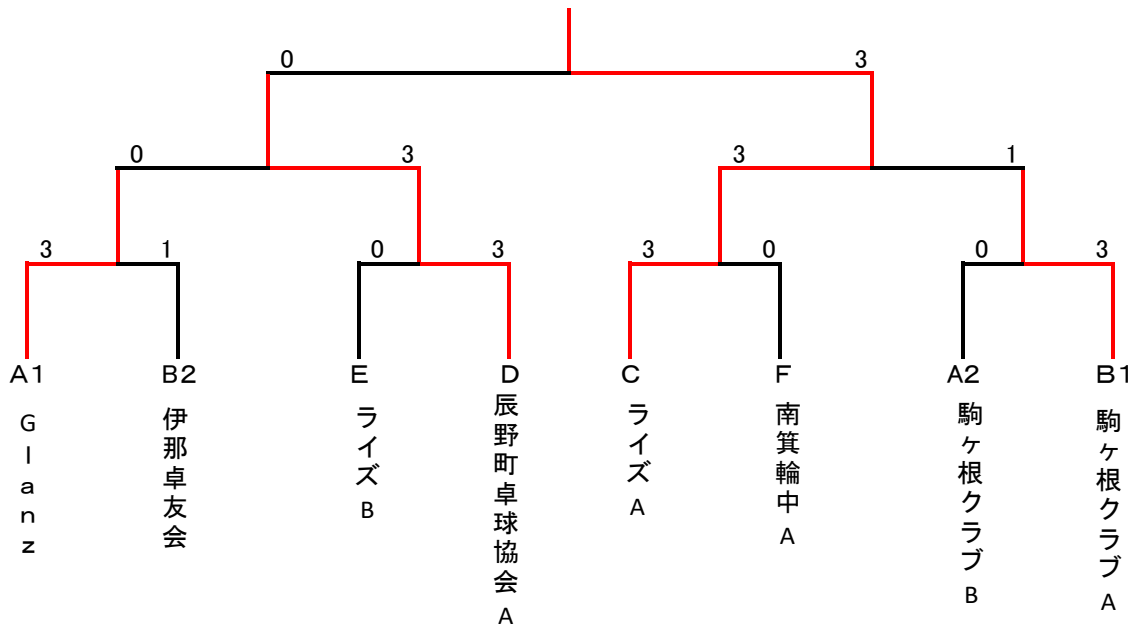 0 3
0 3 3 1
3 1 0 3 3 0 0 3
A1 B2 E D C F A2 B1
Glanz
伊那卓友会
ライズ B
辰野町卓球協会 A
ライズ A
南箕輪中 A
駒ヶ根クラブ B
駒ヶ根クラブ A